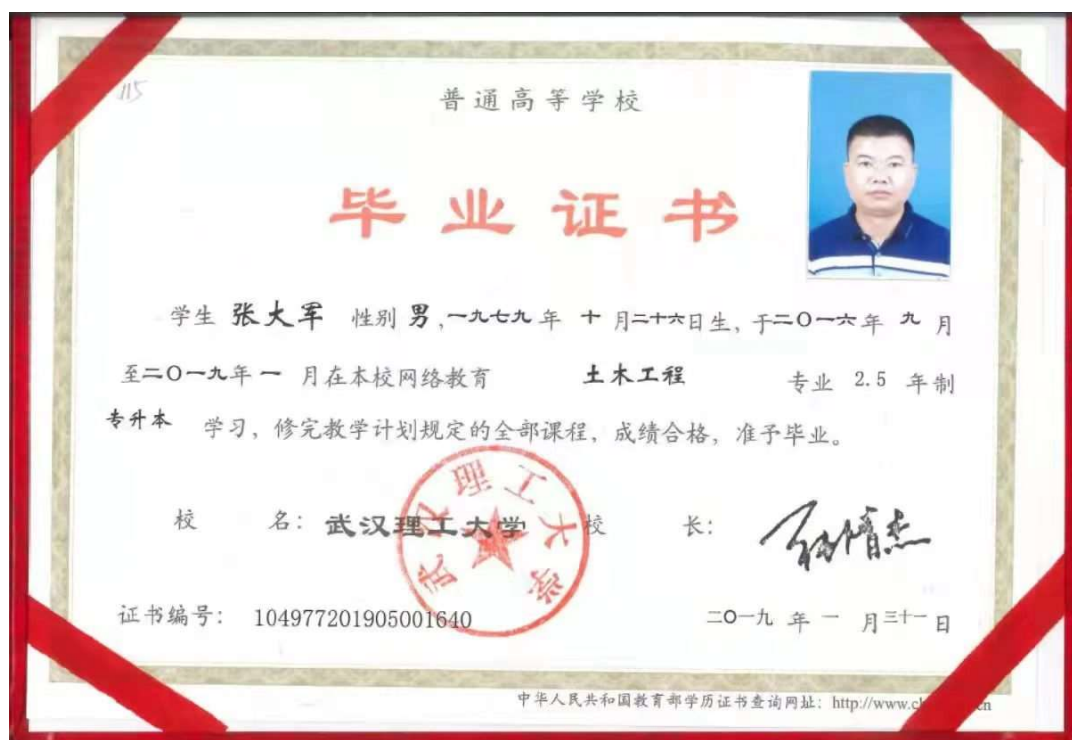 115
普通高等学校
毕业证书
学生 张大军 性别 男,一九七九年 十 月二十六日生, 于二〇一六年 九 月
至二〇一九年 一 月在本校网络教育 土木工程 专业 2.5 年制
专升本 学习, 修完教学计划规定的全部课程, 成绩合格, 准予毕业。
校 名: 武汉理工大学 校 长:
武汉理工大学
证书编号: 104977201905001640 二〇一九 年 一 月三十一日
中华人民共和国教育部学历证书查询网址: http://www.